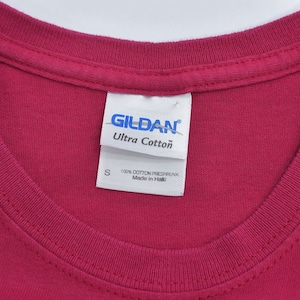 GILDAN®
Ultra Cotton
S
100% COTTON PRESHRUNK
Made in Haiti